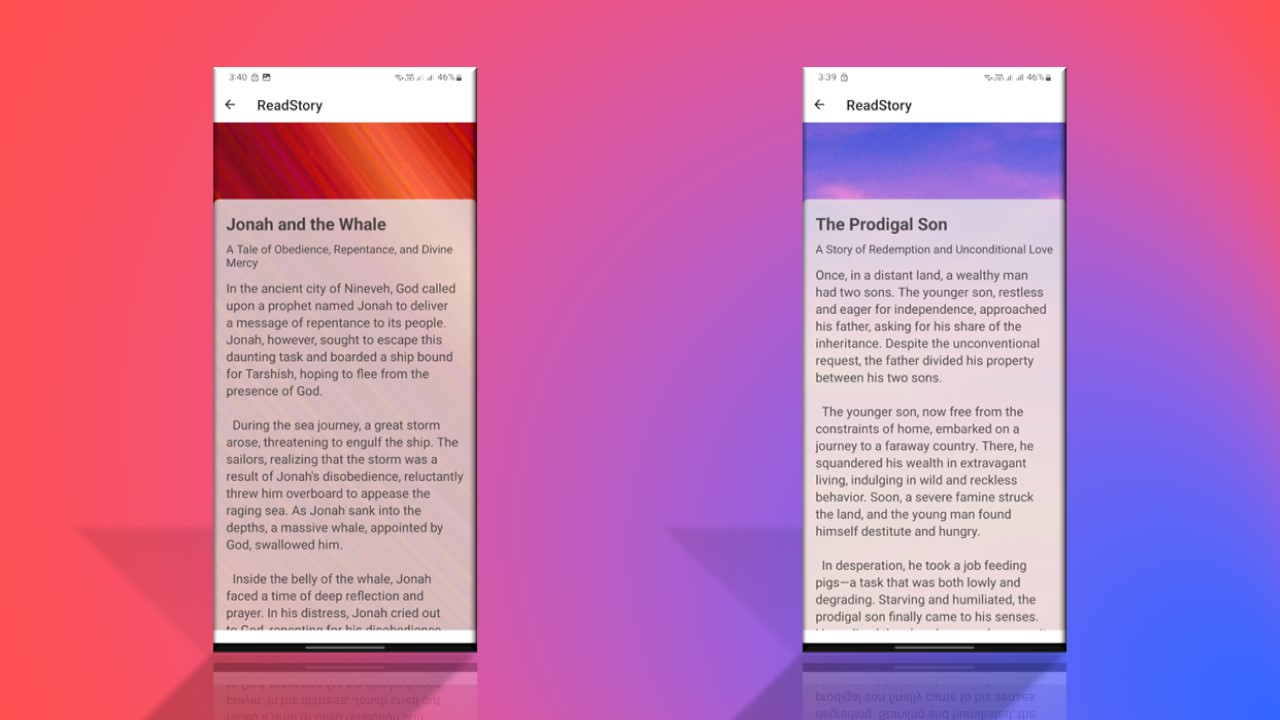 3:40
46%
ReadStory
Jonah and the Whale
A Tale of Obedience, Repentance, and Divine
Mercy
In the ancient city of Nineveh, God called
upon a prophet named Jonah to deliver
a message of repentance to its people.
Jonah, however, sought to escape this
daunting task and boarded a ship bound
for Tarshish, hoping to flee from the
presence of God.
During the sea journey, a great storm
arose, threatening to engulf the ship. The
sailors, realizing that the storm was a
result of Jonah's disobedience, reluctantly
threw him overboard to appease the
raging sea. As Jonah sank into the
depths, a massive whale, appointed by
God, swallowed him.
Inside the belly of the whale, Jonah
faced a time of deep reflection and
prayer. In his distress, Jonah cried out
to God, repenting for his disobedience
3:39
46%
ReadStory
The Prodigal Son
A Story of Redemption and Unconditional Love
Once, in a distant land, a wealthy man
had two sons. The younger son, restless
and eager for independence, approached
his father, asking for his share of the
inheritance. Despite the unconventional
request, the father divided his property
between his two sons.
The younger son, now free from the
constraints of home, embarked on a
journey to a faraway country. There, he
squandered his wealth in extravagant
living, indulging in wild and reckless
behavior. Soon, a severe famine struck
the land, and the young man found
himself destitute and hungry.
In desperation, he took a job feeding
pigs—a task that was both lowly and
degrading. Starving and humiliated, the
prodigal son finally came to his senses.